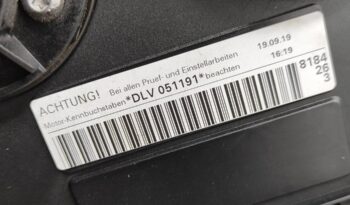 ACHTUNG! Bei allen Pruef- und Einstellarbeiten 19.09.19
Motor-Kennbuchstaben *DLV 051191* beachten 16:19
8184
26
3